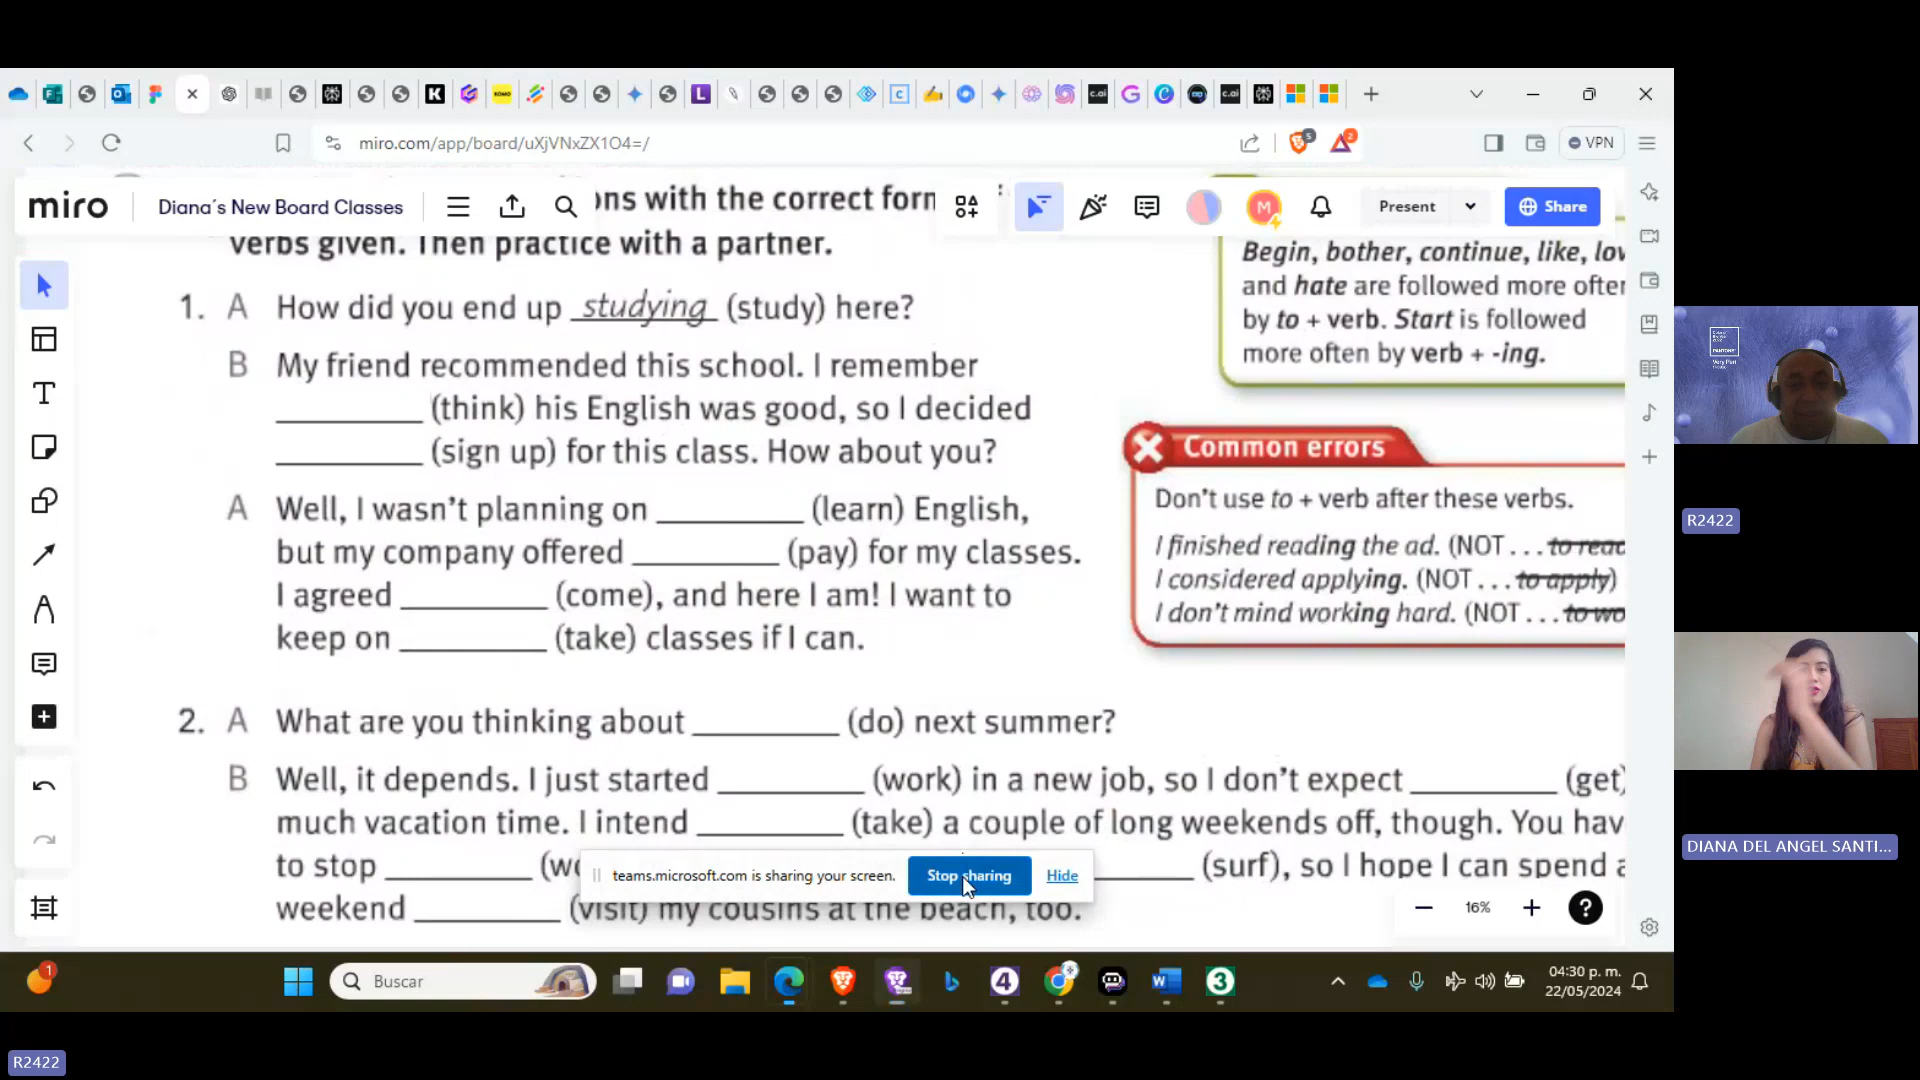 miro.com/app/board/uXjVNxZX1O4=/
5
2
VPN
miro
Diana´s New Board Classes
M
Present
Share
ons with the correct form
verbs given. Then practice with a partner.
1. A How did you end up studying (study) here?
B My friend recommended this school. I remember
(think) his English was good, so I decided
(sign up) for this class. How about you?
A Well, I wasn't planning on (learn) English,
but my company offered (pay) for my classes.
I agreed (come), and here I am! I want to
keep on (take) classes if I can.
2. A What are you thinking about (do) next summer?
B Well, it depends. I just started (work) in a new job, so I don't expect (get)
much vacation time. I intend (take) a couple of long weekends off, though. You hav
to stop (surf), so I hope I can spend a
weekend (visit) my cousins at the beach, too.
Begin, bother, continue, like, lov
and hate are followed more often
by to + verb. Start is followed
more often by verb + -ing.
Common errors
Don't use to + verb after these verbs.
I finished reading the ad. (NOT ... to read
I considered applying. (NOT ... to apply)
I don't mind working hard. (NOT ... to wo
teams.microsoft.com is sharing your screen.
Stop sharing
Hide
16%
1
Buscar
04:30 p. m.
22/05/2024
R2422
DIANA DEL ANGEL SANTI...
R2422